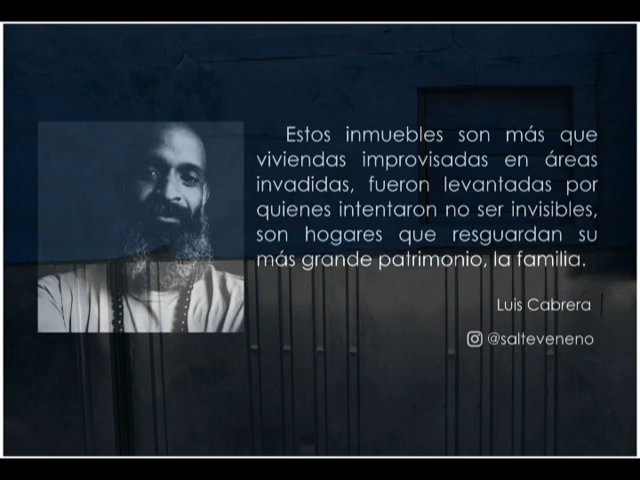 Estos inmuebles son más que
viviendas improvisadas en áreas
invadidas, fueron levantadas por
quienes intentaron no ser invisibles,
son hogares que resguardan su
más grande patrimonio, la familia.
Luis Cabrera
@salteveneno